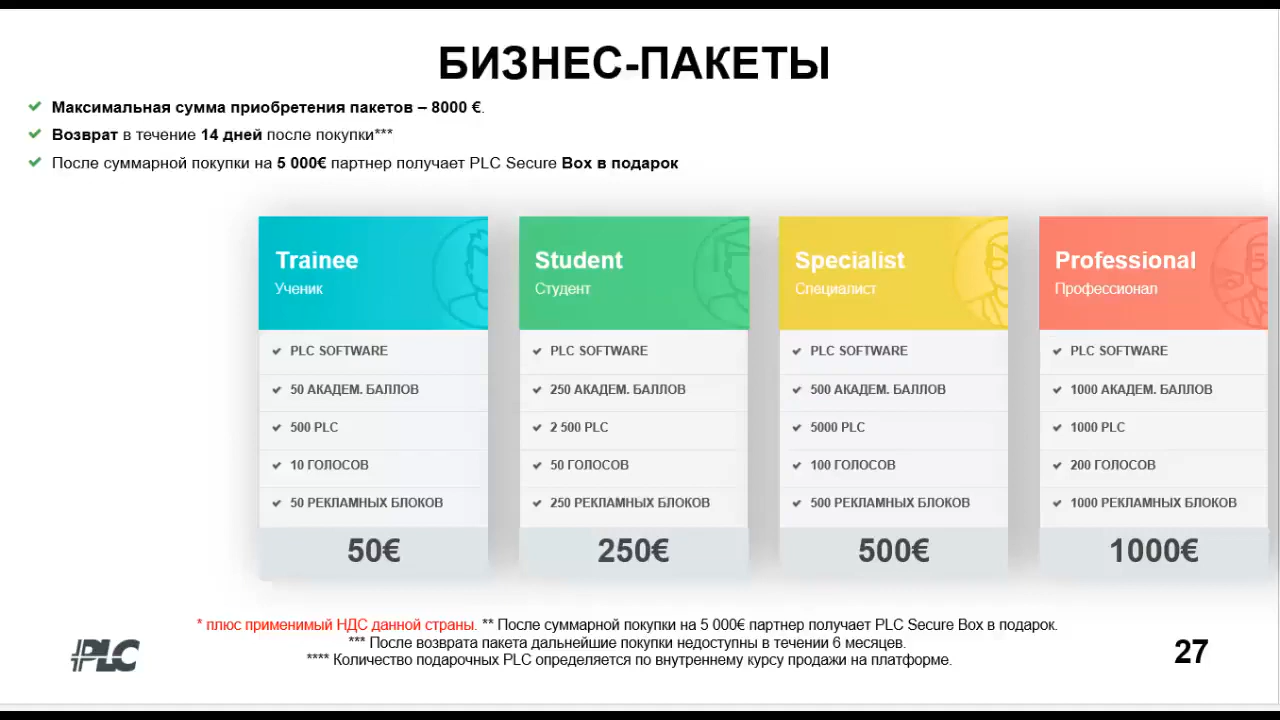 БИЗНЕС-ПАКЕТЫ
Максимальная сумма приобретения пакетов – 8000 €.
Возврат в течение 14 дней после покупки***
После суммарной покупки на 5 000€ партнер получает PLC Secure Box в подарок
Trainee
Ученик
PLC SOFTWARE
50 АКАДЕМ. БАЛЛОВ
500 PLC
10 ГОЛОСОВ
50 РЕКЛАМНЫХ БЛОКОВ
50€
Student
Студент
PLC SOFTWARE
250 АКАДЕМ. БАЛЛОВ
2 500 PLC
50 ГОЛОСОВ
250 РЕКЛАМНЫХ БЛОКОВ
250€
Specialist
Специалист
PLC SOFTWARE
500 АКАДЕМ. БАЛЛОВ
5000 PLC
100 ГОЛОСОВ
500 РЕКЛАМНЫХ БЛОКОВ
500€
Professional
Профессионал
PLC SOFTWARE
1000 АКАДЕМ. БАЛЛОВ
1000 PLC
200 ГОЛОСОВ
1000 РЕКЛАМНЫХ БЛОКОВ
1000€
* плюс применимый НДС данной страны. ** После суммарной покупки на 5 000€ партнер получает PLC Secure Box в подарок.
*** После возврата пакета дальнейшие покупки недоступны в течении 6 месяцев.
**** Количество подарочных PLC определяется по внутреннему курсу продажи на платформе.
PLC
27